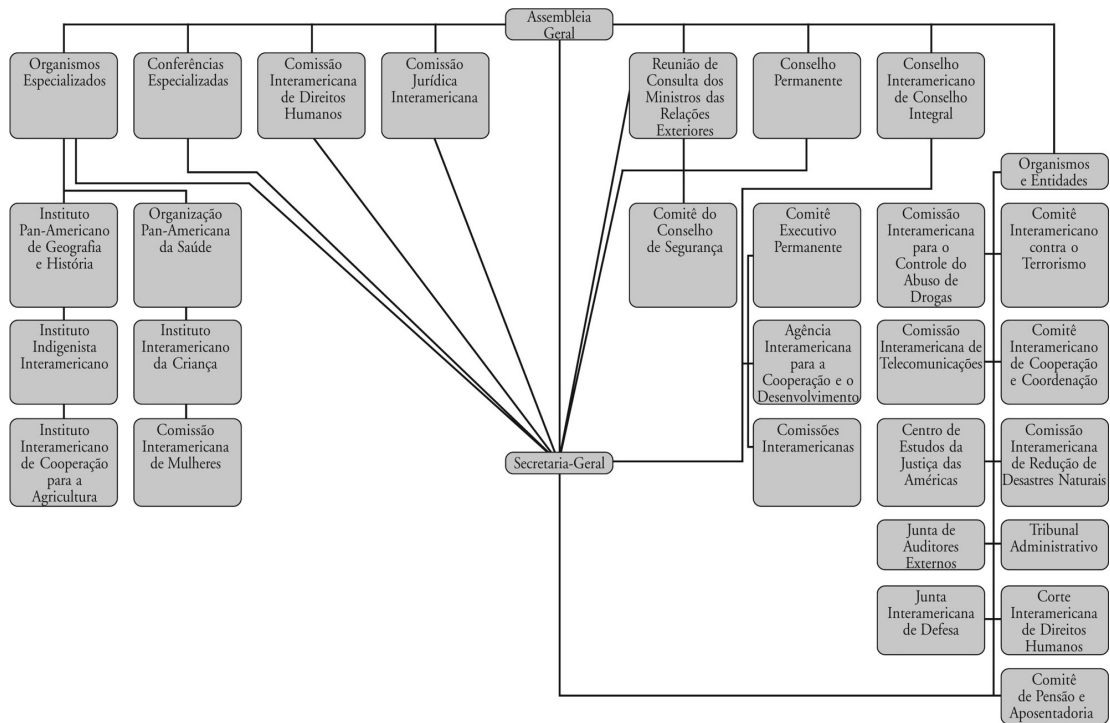 Assembleia
Geral
Organismos
Especializados
Conferências
Especializadas
Comissão
Interamericana
de Direitos
Humanos
Comissão
Jurídica
Interamericana
Reunião de
Consulta dos
Ministros das
Relações
Exteriores
Conselho
Permanente
Conselho
Interamericano
de Conselho
Integral
Organismos
e Entidades
Instituto
Pan-Americano
de Geografia
e História
Organização
Pan-Americana
da Saúde
Comitê do
Conselho
de Segurança
Comitê
Executivo
Permanente
Comissão
Interamericana
para o
Controle do
Abuso de
Drogas
Comitê
Interamericano
contra o
Terrorismo
Instituto
Indigenista
Interamericano
Instituto
Interamericano
da Criança
Agência
Interamericana
para a
Cooperação e o
Desenvolvimento
Comissão
Interamericana de
Telecomunicações
Comitê
Interamericano
de Cooperação
e Coordenação
Instituto
Interamericano
de Cooperação
para a
Agricultura
Comissão
Interamericana
de Mulheres
Secretaria-Geral
Comissões
Interamericanas
Centro de
Estudos da
Justiça das
Américas
Comissão
Interamericana
de Redução de
Desastres Naturais
Junta de
Auditores
Externos
Tribunal
Administrativo
Junta
Interamericana
de Defesa
Corte
Interamericana
de Direitos
Humanos
Comitê
de Pensão e
Aposentadoria